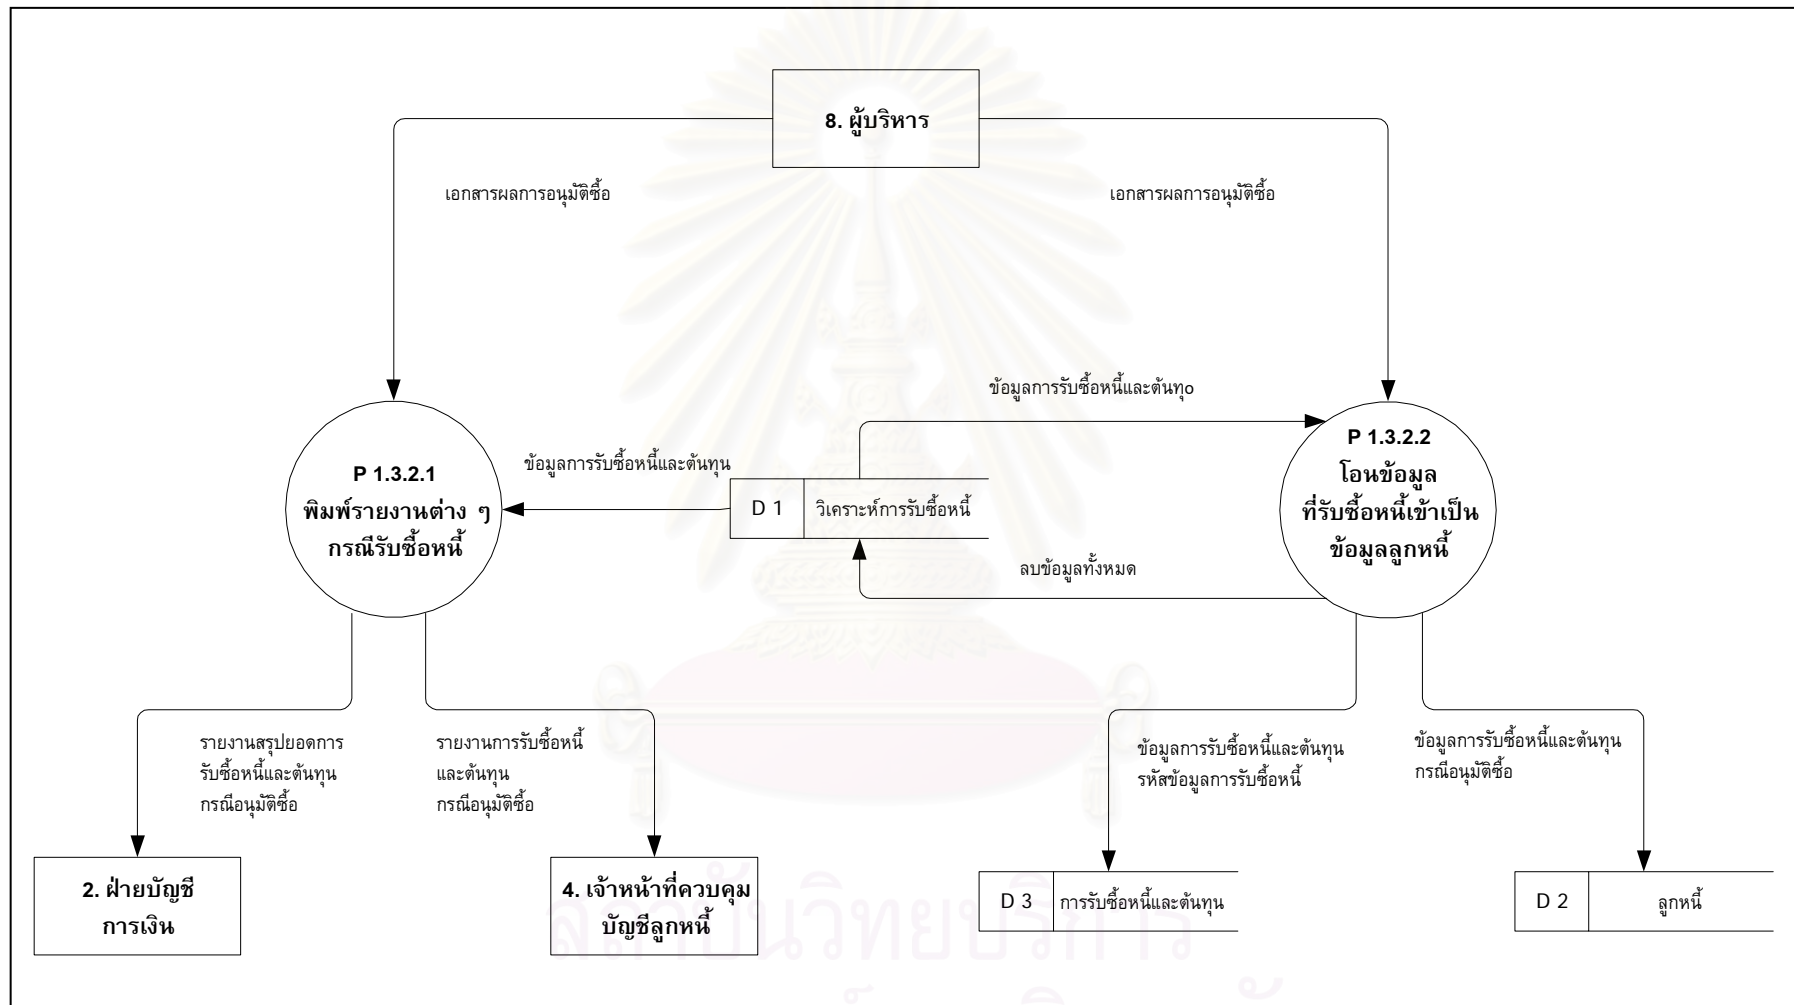 8. ผู้บริหาร
เอกสารผลการอนุมัติซื้อ
เอกสารผลการอนุมัติซื้อ
ข้อมูลการรับซื้อหนี้และต้นทุo
P 1.3.2.1
พิมพ์รายงานต่าง ๆ
กรณีรับซื้อหนี้
ข้อมูลการรับซื้อหนี้และต้นทุน
D 1
วิเคราะห์การรับซื้อหนี้
P 1.3.2.2
โอนข้อมูล
ที่รับซื้อหนี้เข้าเป็น
ข้อมูลลูกหนี้
ลบข้อมูลทั้งหมด
รายงานสรุปยอดการ
รับซื้อหนี้และต้นทุน
กรณีอนุมัติซื้อ
รายงานการรับซื้อหนี้
และต้นทุน
กรณีอนุมัติซื้อ
ข้อมูลการรับซื้อหนี้และต้นทุน
รหัสข้อมูลการรับซื้อหนี้
ข้อมูลการรับซื้อหนี้และต้นทุน
กรณีอนุมัติซื้อ
2. ฝ่ายบัญชี
การเงิน
4. เจ้าหน้าที่ควบคุม
บัญชีลูกหนี้
D 3
การรับซื้อหนี้และต้นทุน
D 2
ลูกหนี้
สถาบันวิทยบริการ